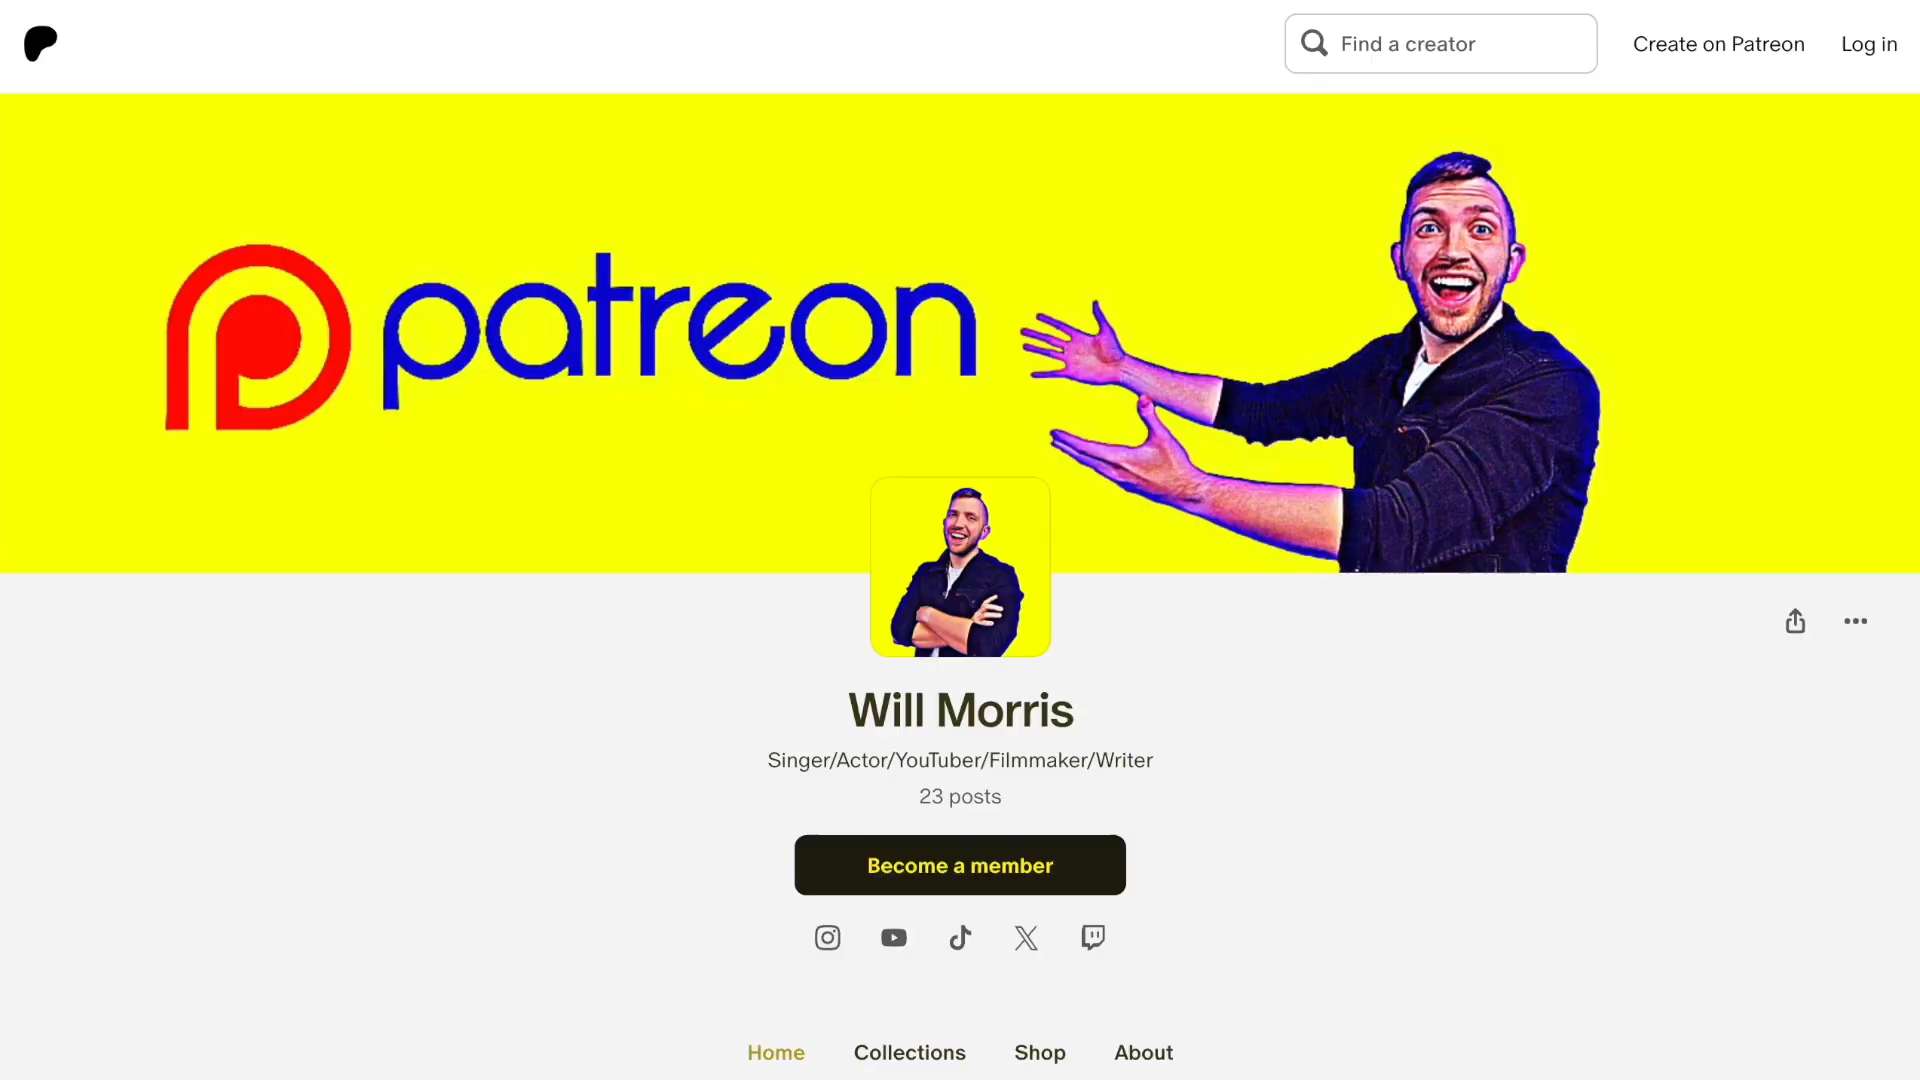 Find a creator
Create on Patreon
Log in
patreon
Will Morris
Singer/Actor/YouTuber/Filmmaker/Writer
23 posts
Become a member
Home
Collections
Shop
About